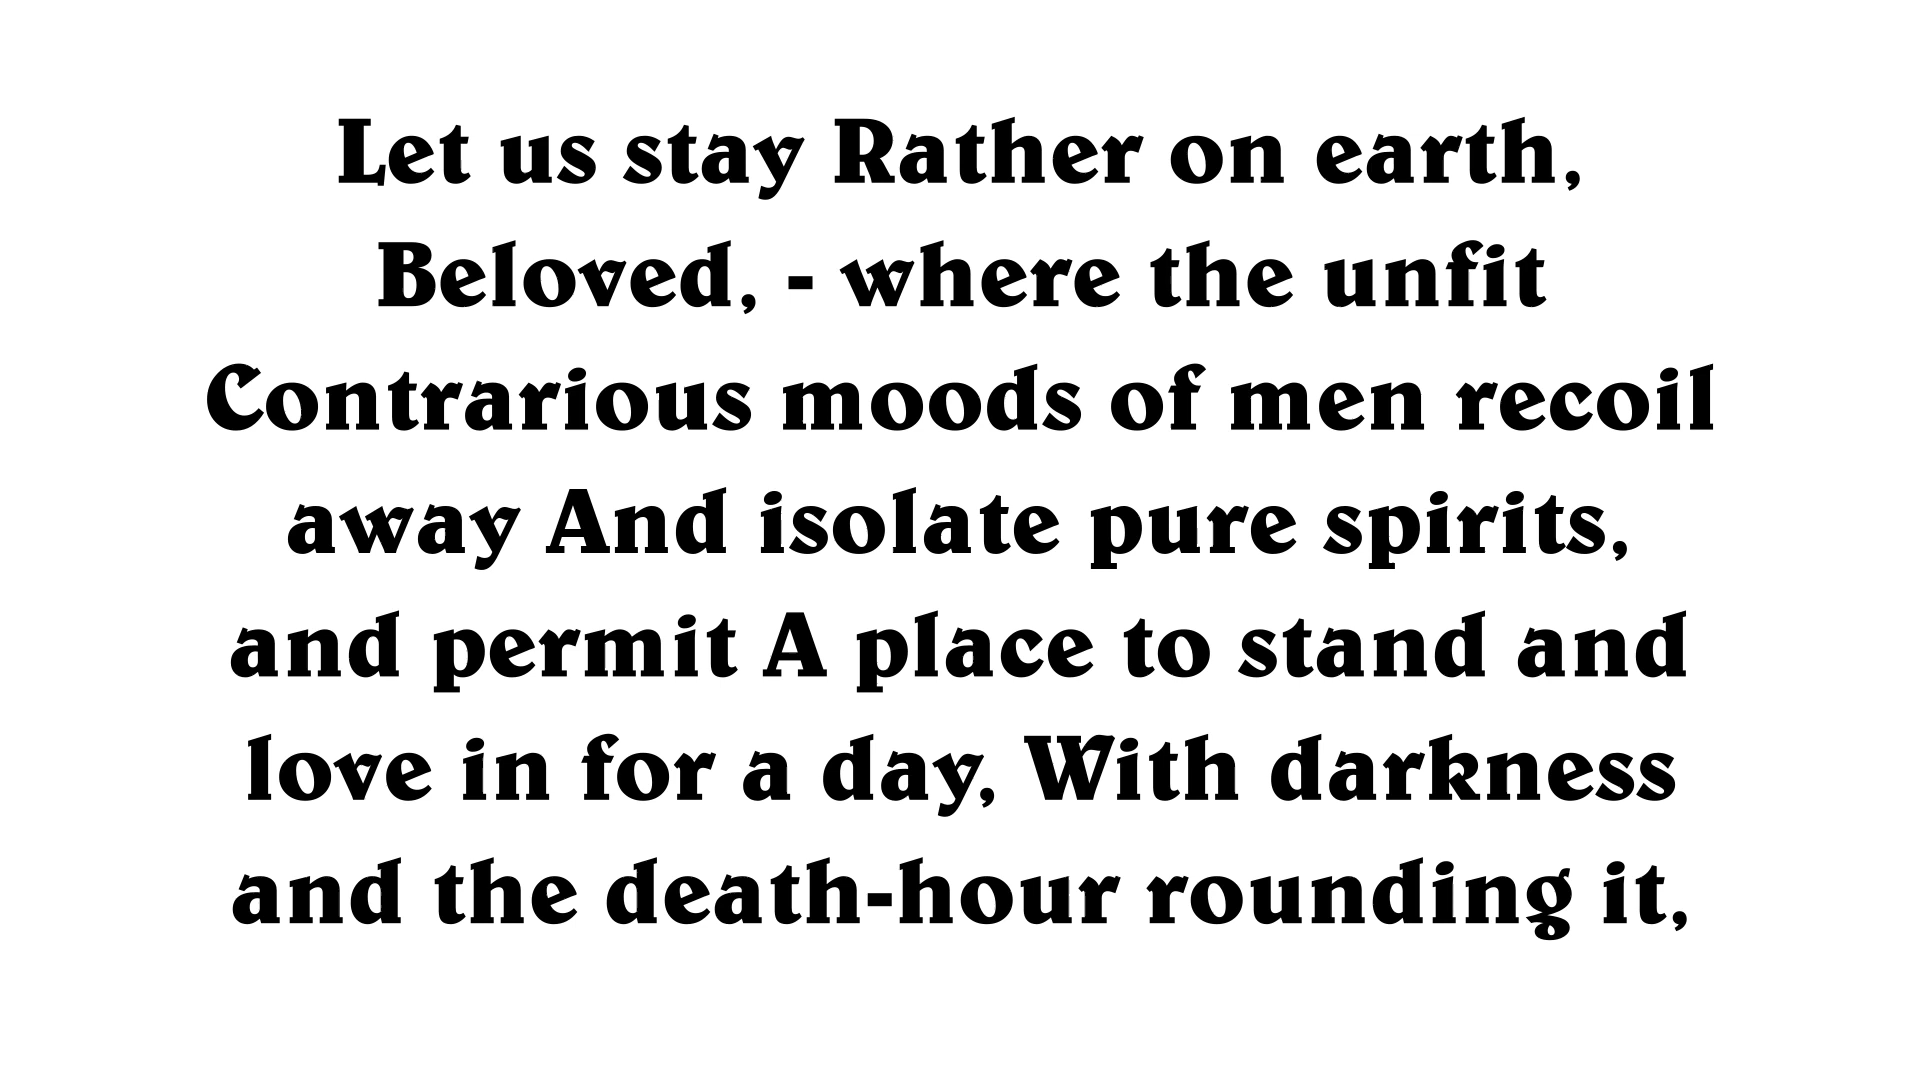 Let us stay Rather on earth,
Beloved, - where the unfit
Contrarious moods of men recoil
away And isolate pure spirits,
and permit A place to stand and
love in for a day, With darkness
and the death-hour rounding it,